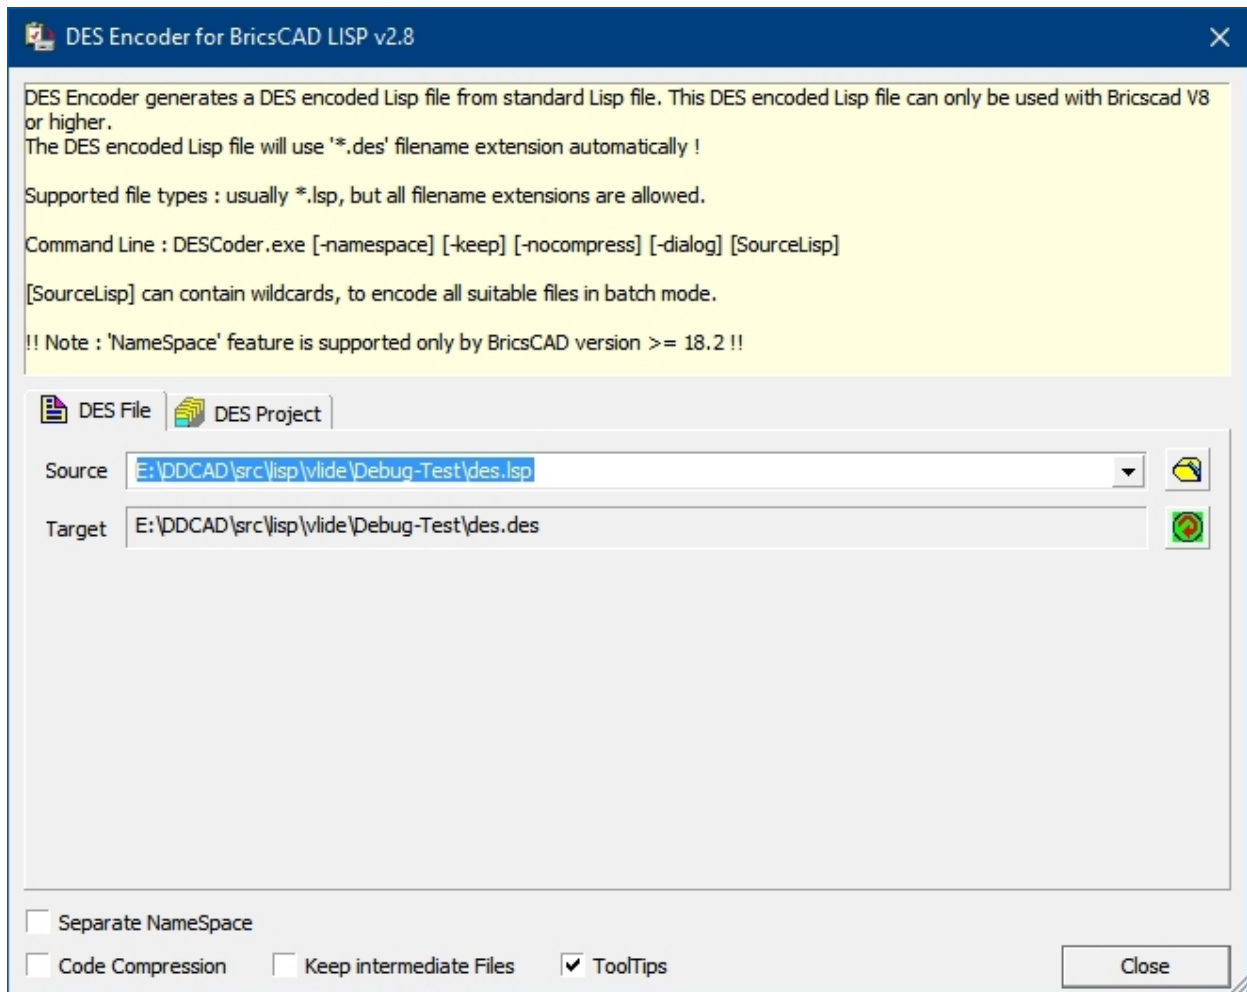 DES Encoder for BricsCAD LISP v2.8
DES Encoder generates a DES encoded Lisp file from standard Lisp file. This DES encoded Lisp file can only be used with Bricscad V8
or higher.
The DES encoded Lisp file will use '*.des' filename extension automatically !
Supported file types : usually *.lsp, but all filename extensions are allowed.
Command Line : DESCoder.exe [-namespace] [-keep] [-nocompress] [-dialog] [SourceLisp]
[SourceLisp] can contain wildcards, to encode all suitable files in batch mode.
!! Note : 'NameSpace' feature is supported only by BricsCAD version >= 18.2 !!
DES File DES Project
Source E:\DDCAD\src\lisp\vlide\Debug-Test\des.lsp
Target E:\DDCAD\src\lisp\vlide\Debug-Test\des.des
Separate NameSpace
Code Compression Keep intermediate Files ToolTips Close